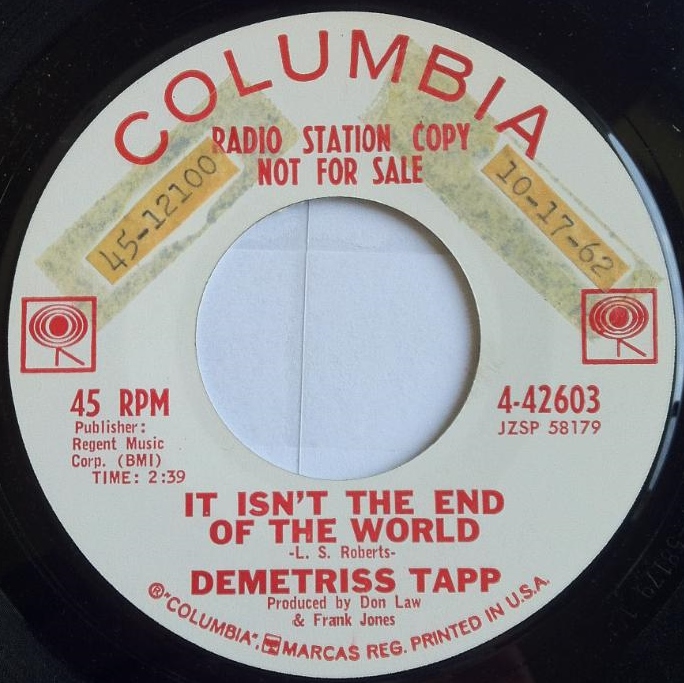 COLUMBIA
RADIO STATION COPY
NOT FOR SALE
45-12100
10-17-62
45 RPM
Publisher:
Regent Music
Corp. (BMI)
TIME: 2:39
4-42603
JZSP 58179
IT ISN'T THE END
OF THE WORLD
-L. S. Roberts-
DEMETRISS TAPP
Produced by Don Law
& Frank Jones
®"COLUMBIA", MARCAS REG. PRINTED IN U.S.A.